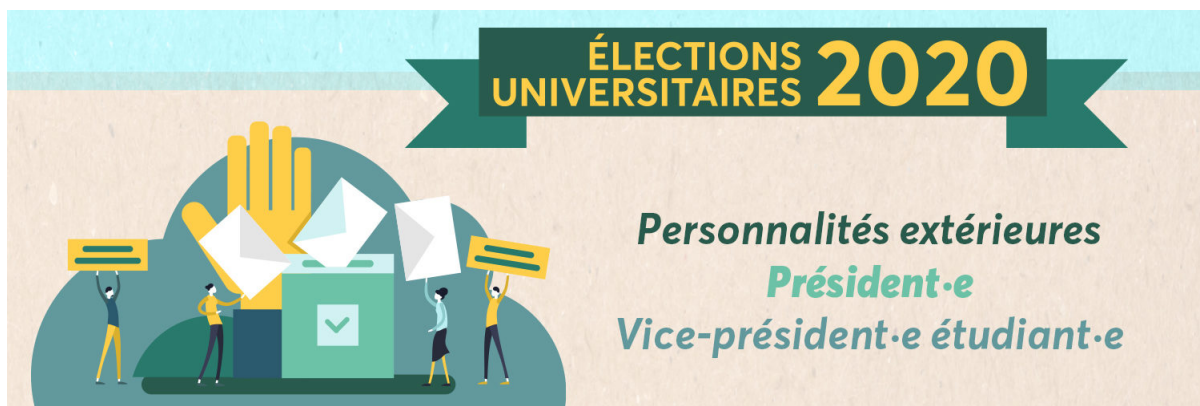 ÉLECTIONS
UNIVERSITAIRES 2020
Personnalités extérieures
Président·e
Vice-président·e étudiant·e